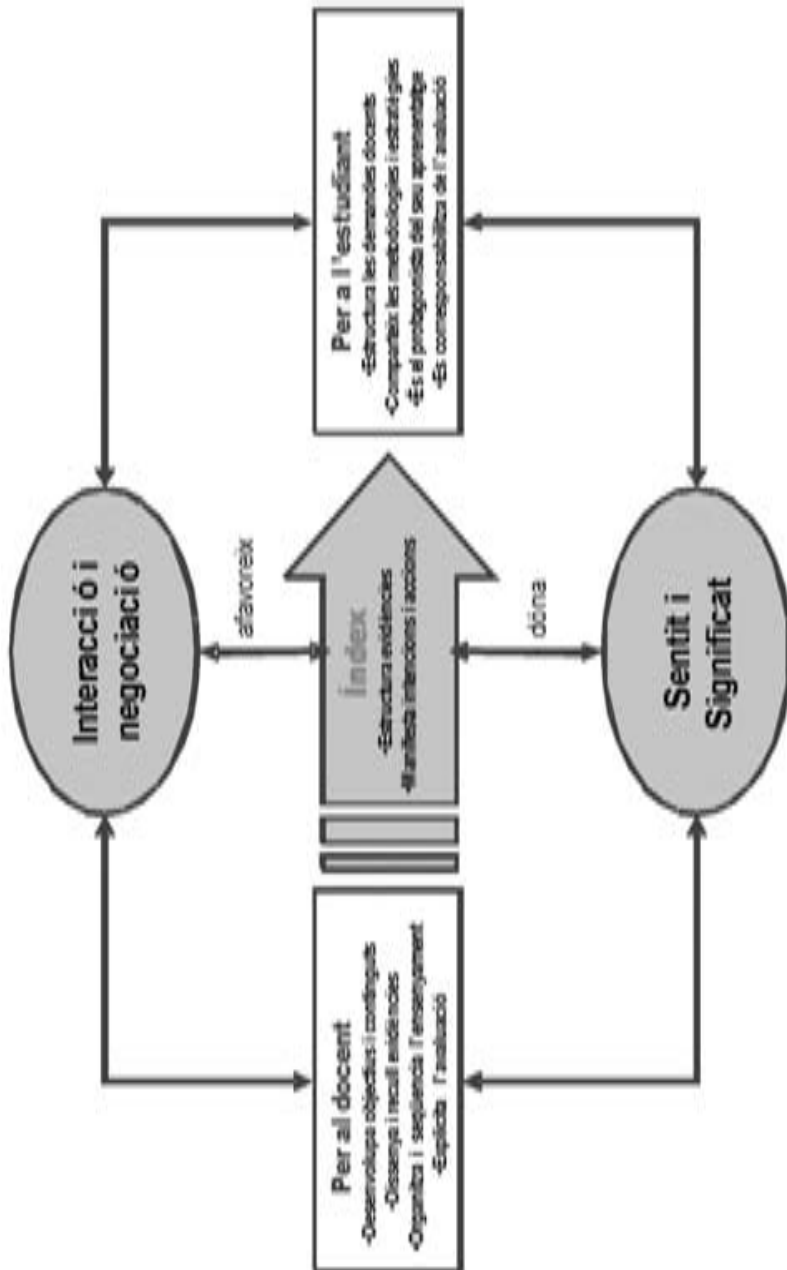 Interacció i
negociació
afavoreix
Per al docent
-Desenvolupa objectius i continguts
-Dissenya i recull evidències
-Organitza i seqüencia l'ensenyament
-Explicita l'avaluació
Índex
-Estructura evidències
-Manifesta intencions i accions
Per a l'estudiant
-Estructura les demandes docents
-Comparteix les metodologies i estratègies
-És el protagonista del seu aprenentatge
-Es corresponsabilitza de l'avaluació
dóna
Sentit i
Significat